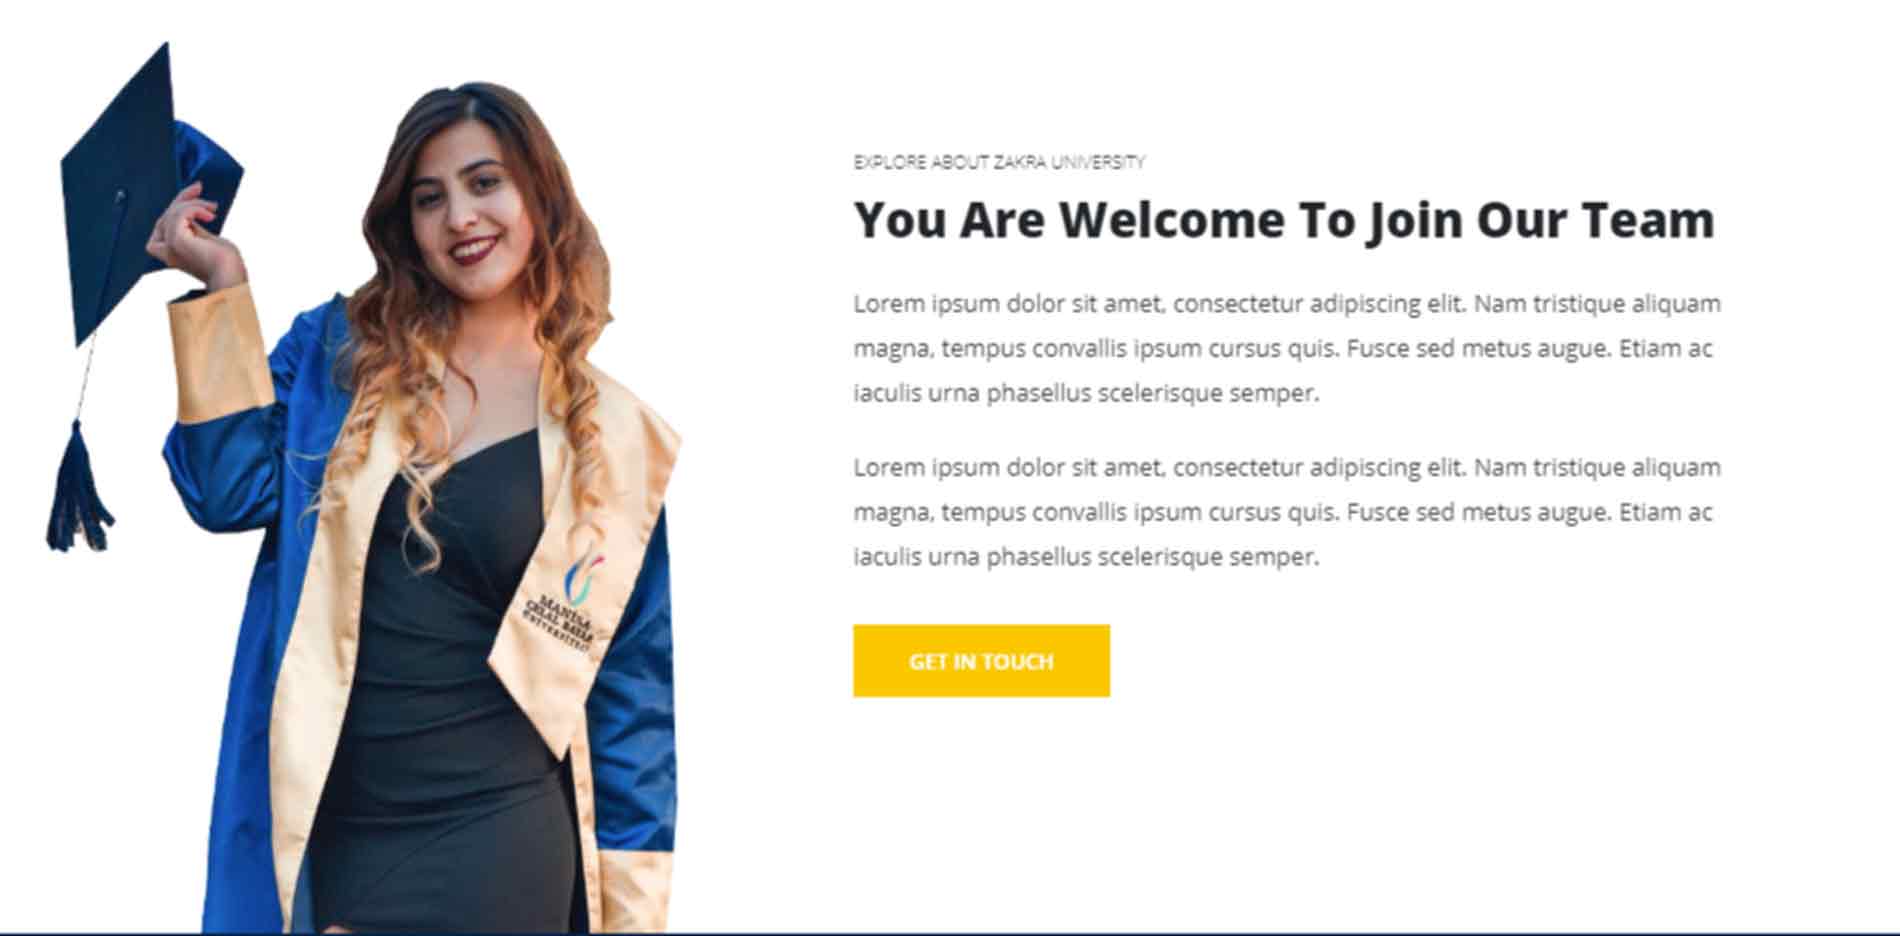 EXPLORE ABOUT ZAKRA UNIVERSITY
You Are Welcome To Join Our Team
Lorem ipsum dolor sit amet, consectetur adipiscing elit. Nam tristique aliquam
magna, tempus convallis ipsum cursus quis. Fusce sed metus augue. Etiam ac
iaculis urna phasellus scelerisque semper.
Lorem ipsum dolor sit amet, consectetur adipiscing elit. Nam tristique aliquam
magna, tempus convallis ipsum cursus quis. Fusce sed metus augue. Etiam ac
iaculis urna phasellus scelerisque semper.
MANİSA
CELAL BAYAR
ÜNİVERSİTESİ
GET IN TOUCH